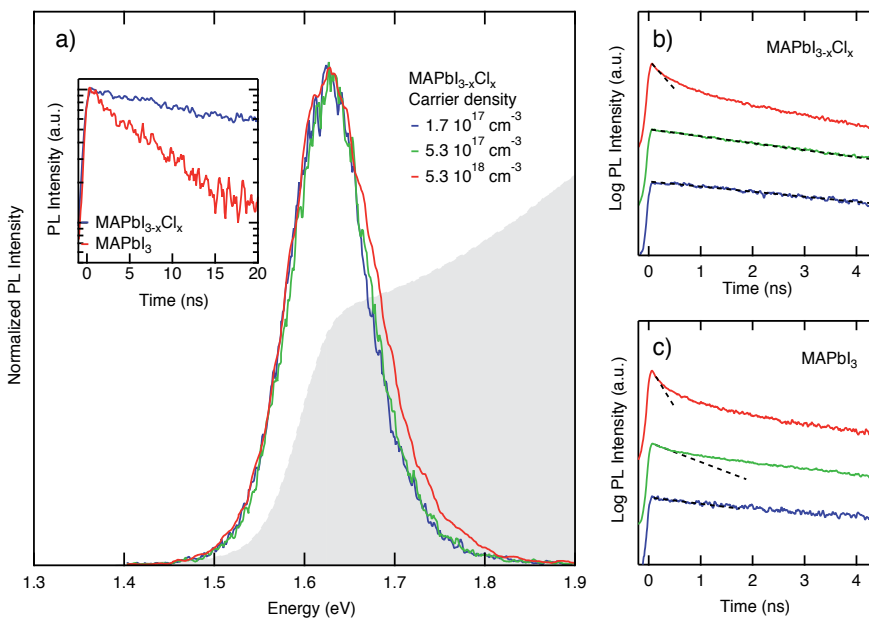 a)
PL Intensity (a.u.)
MAPbI3-xClx
MAPbI3
-0 5 10 15 20
Time (ns)
MAPbI3-xClx
Carrier density
1.7 10^17 cm^-3
5.3 10^17 cm^-3
5.3 10^18 cm^-3
Normalized PL Intensity
1.3 1.4 1.5 1.6 1.7 1.8 1.9
Energy (eV)
b)
MAPbI3-xClx
Log PL Intensity (a.u.)
0 1 2 3 4
Time (ns)
c)
MAPbI3
Log PL Intensity (a.u.)
0 1 2 3 4
Time (ns)